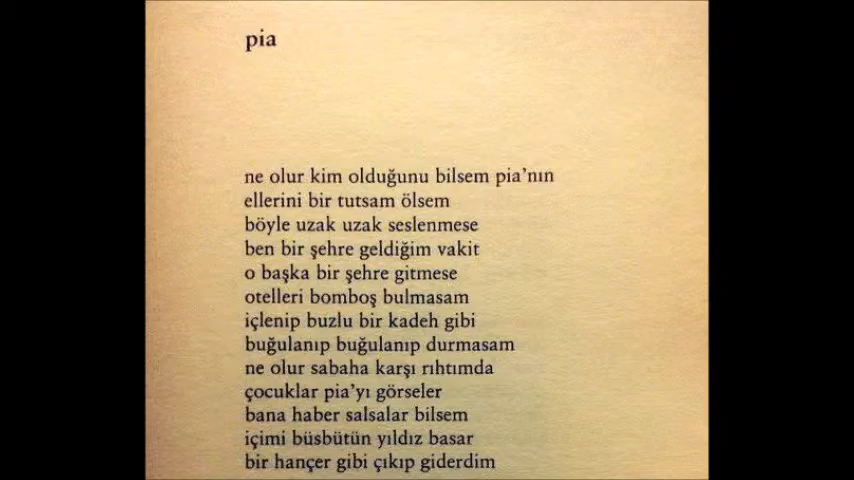 pia
ne olur kim olduğunu bilsem pia'nın
ellerini bir tutsam ölsem
böyle uzak uzak seslenmese
ben bir şehre geldiğim vakit
o başka bir şehre gitmese
otelleri bomboş bulmasam
içlenip buzlu bir kadeh gibi
buğulanıp buğulanıp durmasam
ne olur sabaha karşı rıhtımda
çocuklar pia'yı görseler
bana haber salsalar bilsem
içimi büsbütün yıldız basar
bir hançer gibi çıkıp giderdim